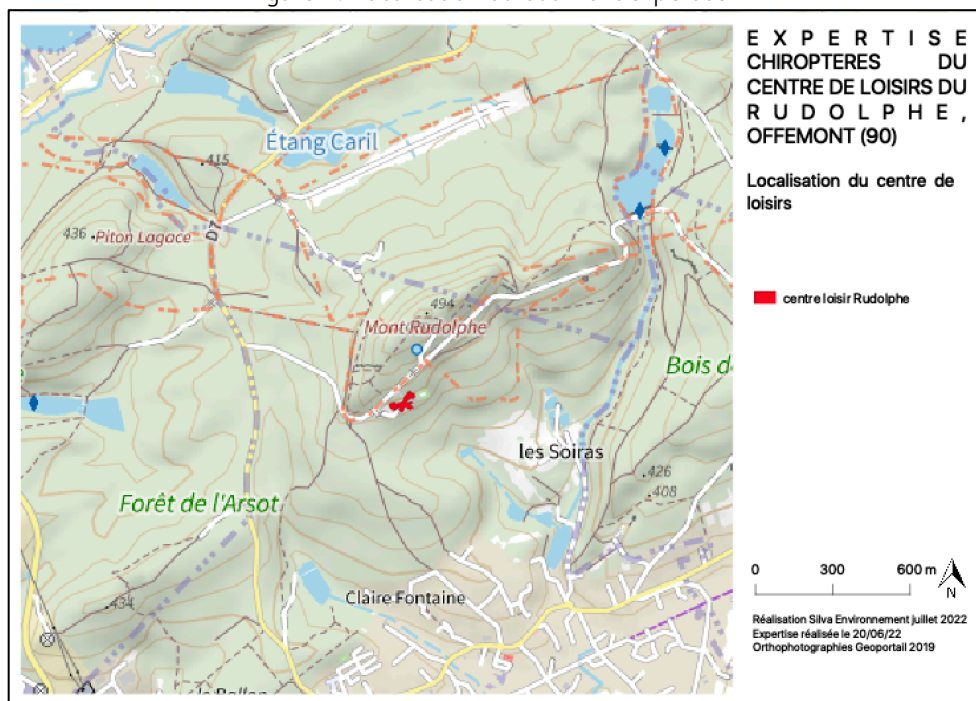 E X P E R T I S E
CHIROPTERES DU
CENTRE DE LOISIRS DU
R U D O L P H E ,
OFFEMONT (90)
Localisation du centre de
loisirs
centre loisir Rudolphe
0 300 600 m
N
Réalisation Silva Environnement juillet 2022
Expertise réalisée le 20/06/22
Orthophotographies Geoportail 2019
Étang Caril
415
436
Piton Lagace
D7
494
Mont Rudolphe
Bois d
les Soiras
426
408
Forêt de l'Arsot
Claire Fontaine
434